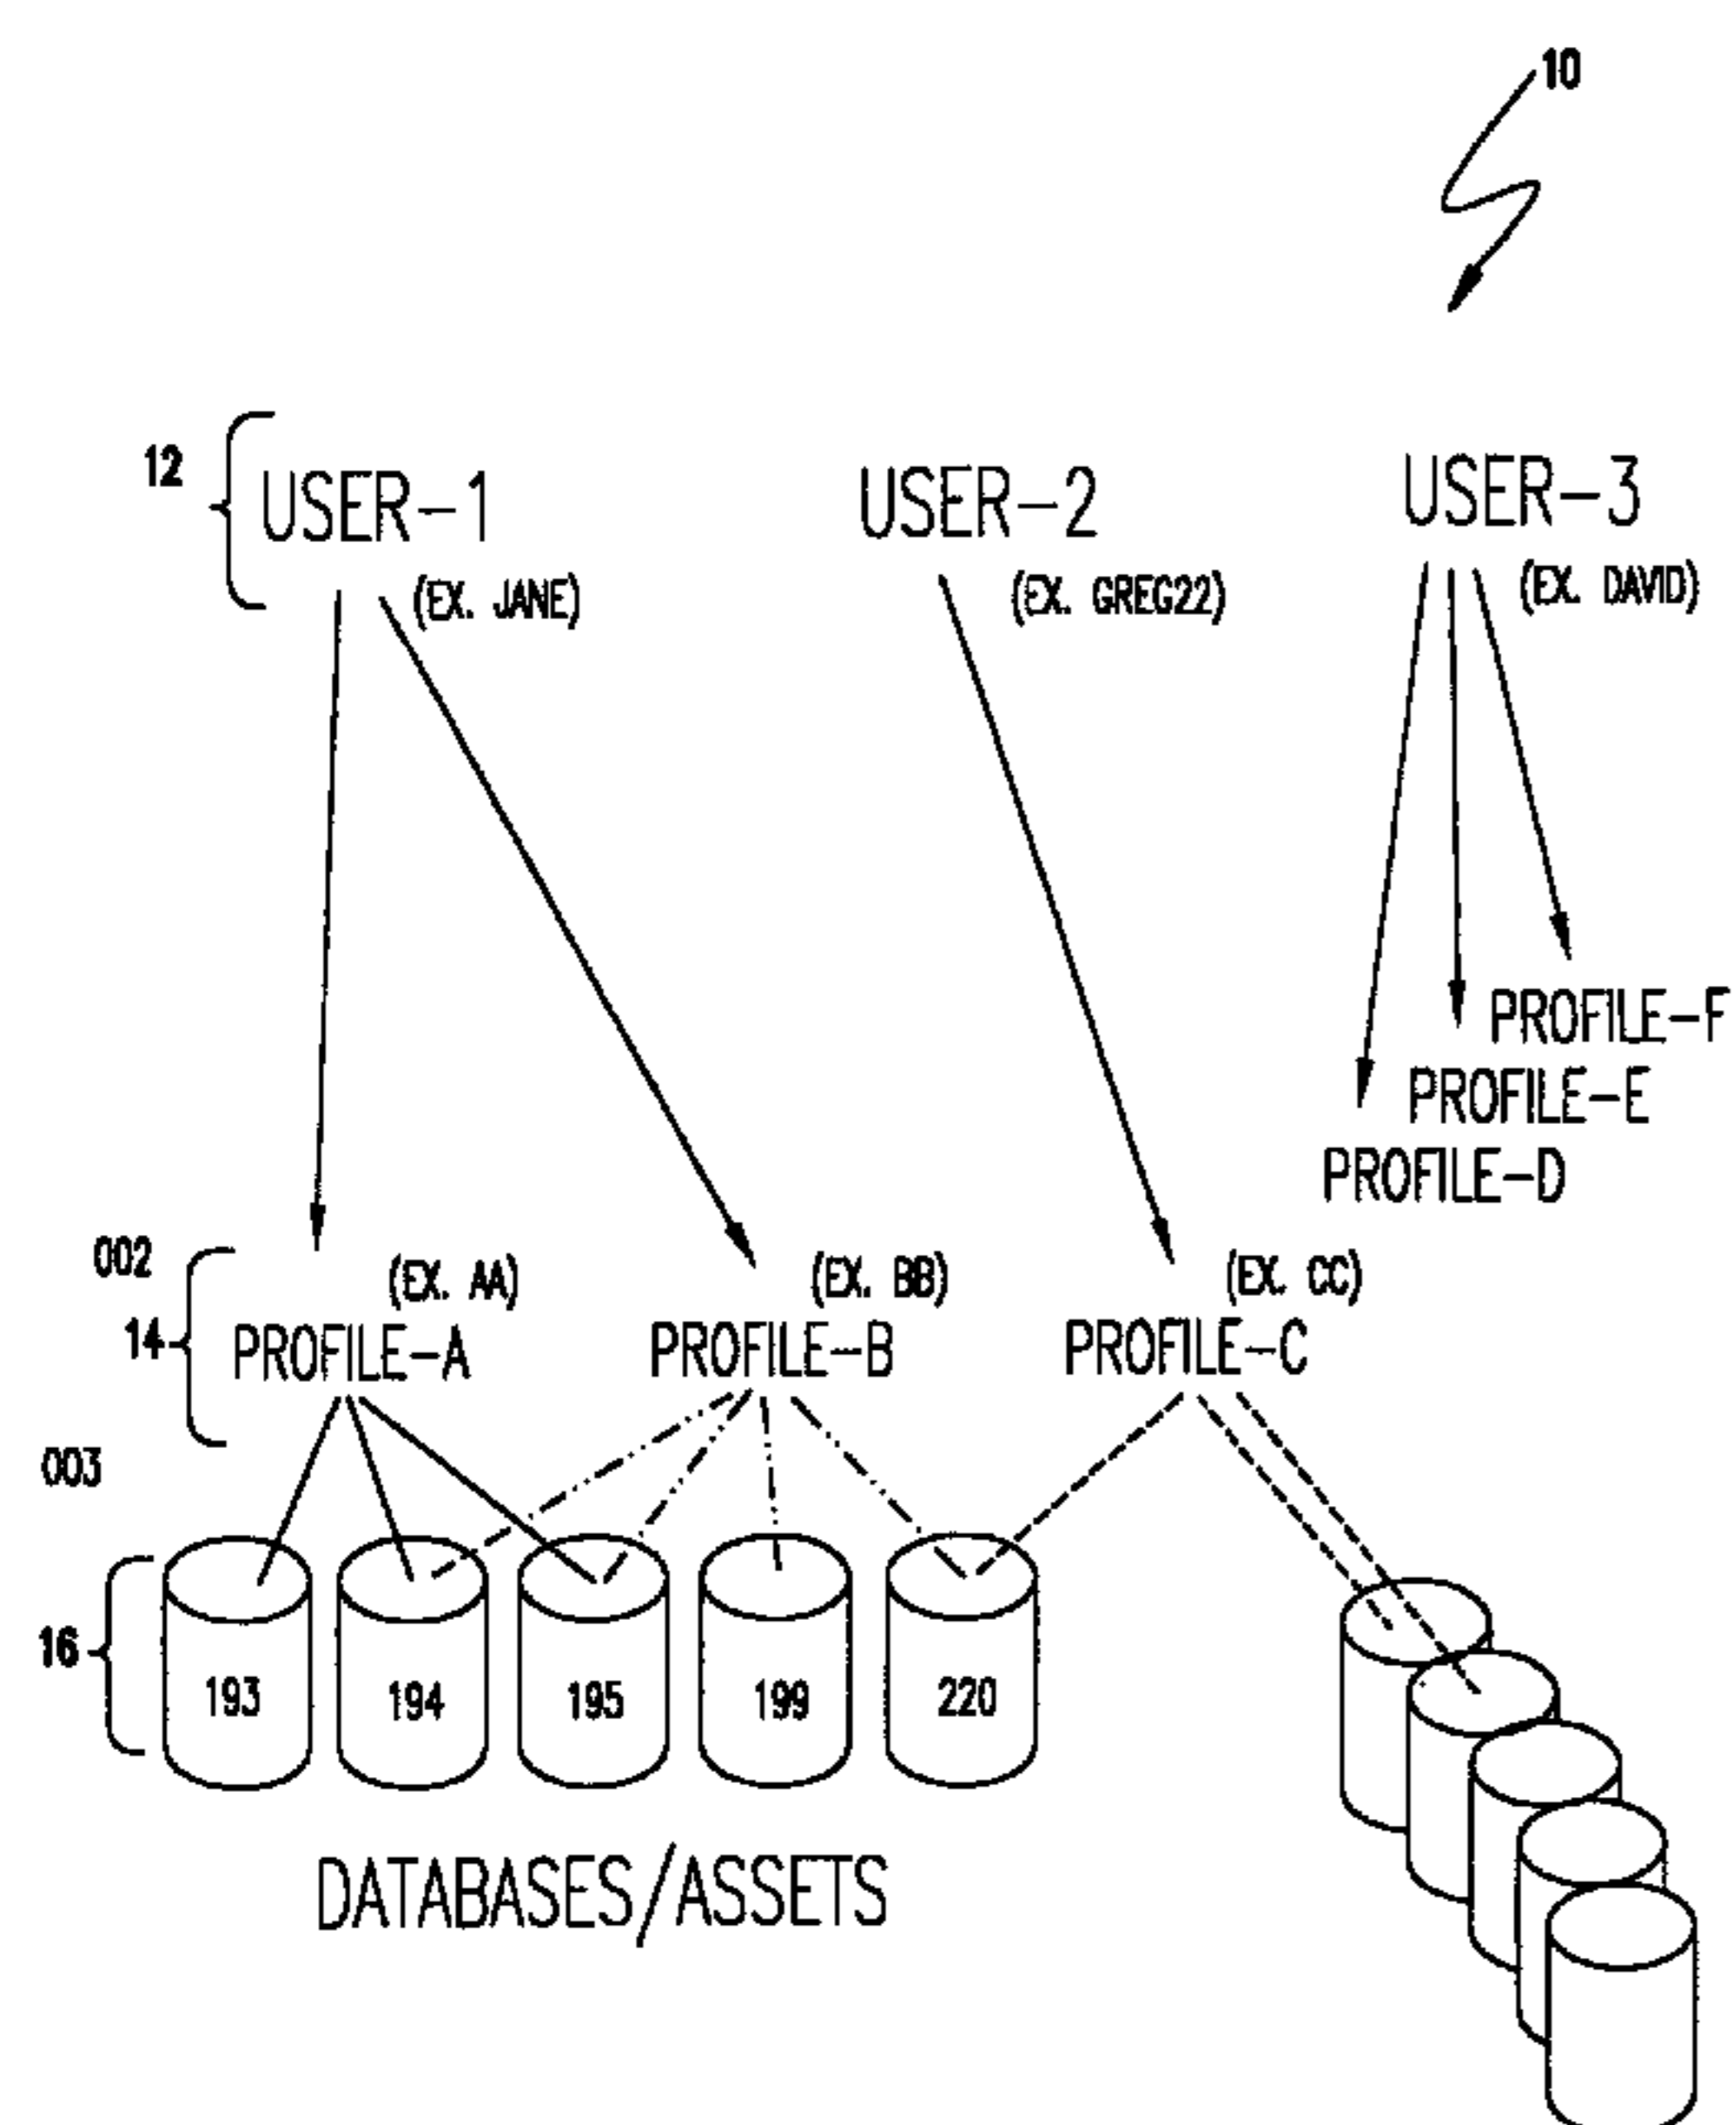 10
12 USER-1 USER-2 USER-3
(EX. JANE) (EX. GREG22) (EX. DAVID)
PROFILE-F
PROFILE-E
PROFILE-D
002 (EX. AA) (EX. BB) (EX. CC)
14 PROFILE-A PROFILE-B PROFILE-C
003
16 193 194 195 199 220
DATABASES/ASSETS